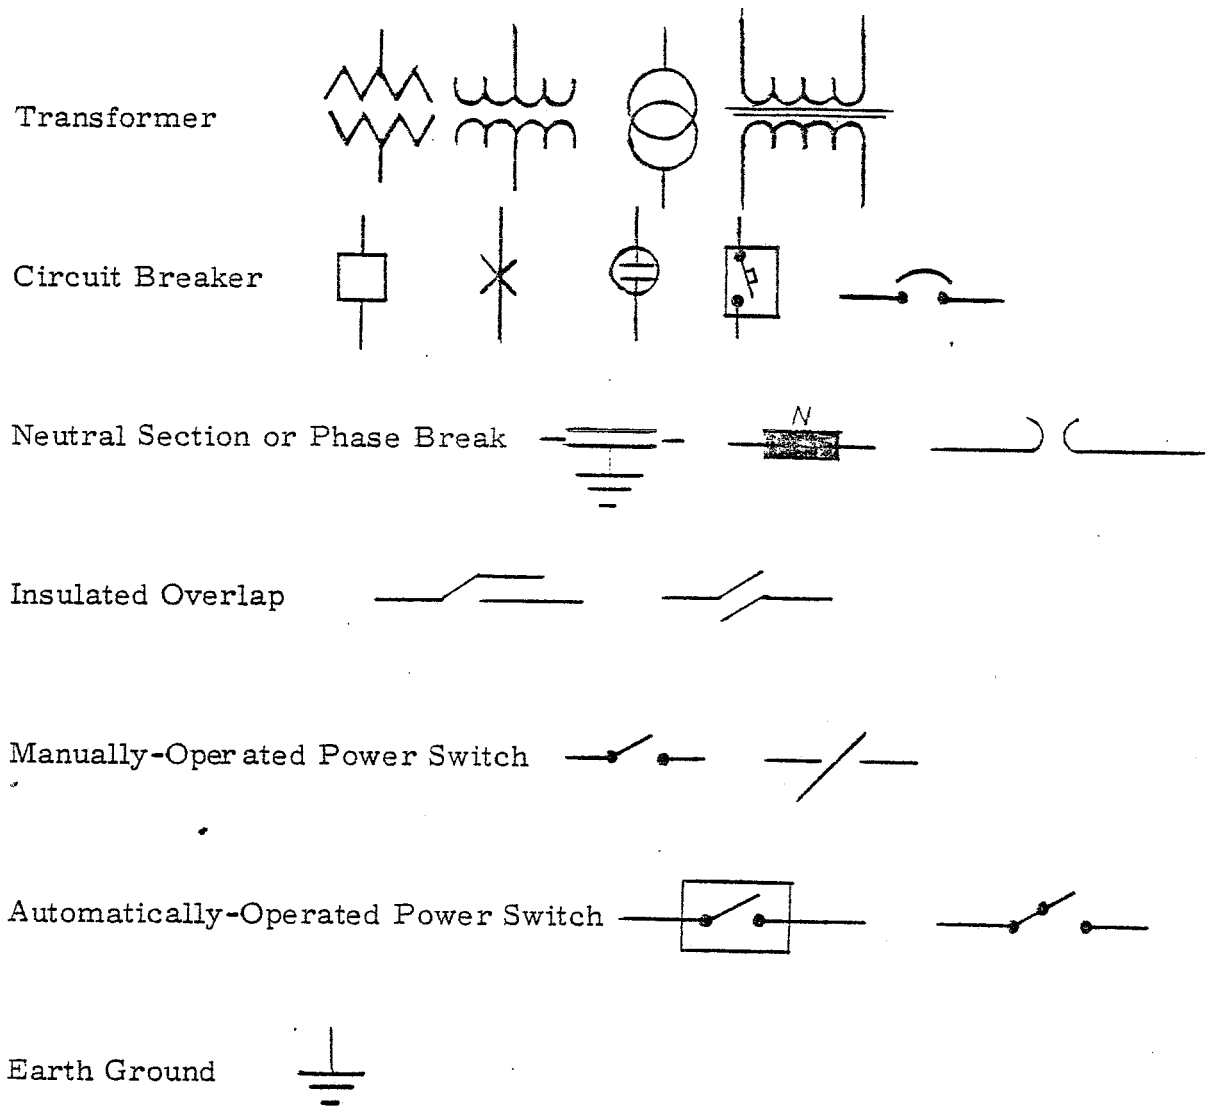 Transformer
Circuit Breaker
N
Neutral Section or Phase Break
Insulated Overlap
Manually-Operated Power Switch
Automatically-Operated Power Switch
Earth Ground